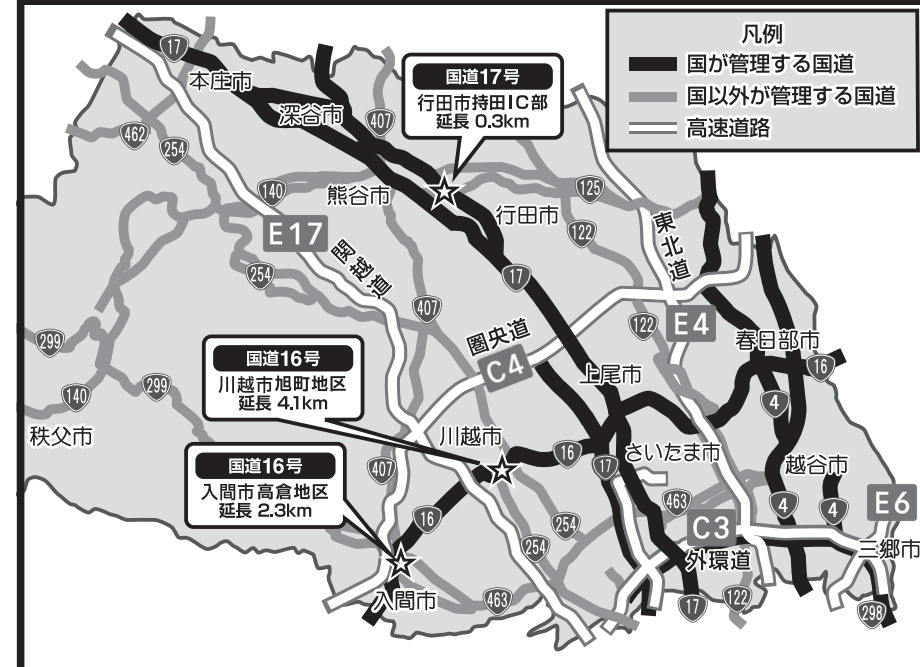 凡例
国が管理する国道
国以外が管理する国道
高速道路
17
本庄市
深谷市
407
国道17号
行田市持田IC部
延長 0.3km
462
254
140
熊谷市
125
行田市
122
東北道
E17
関越道
254
17
407
122
E4
圏央道
C4
春日部市
16
299
国道16号
川越市旭町地区
延長 4.1km
上尾市
4
140
299
秩父市
川越市
16
17
さいたま市
越谷市
407
国道16号
入間市高倉地区
延長 2.3km
463
4
4
E6
16
254
C3
254
外環道
三郷市
入間市
463
17
122
298